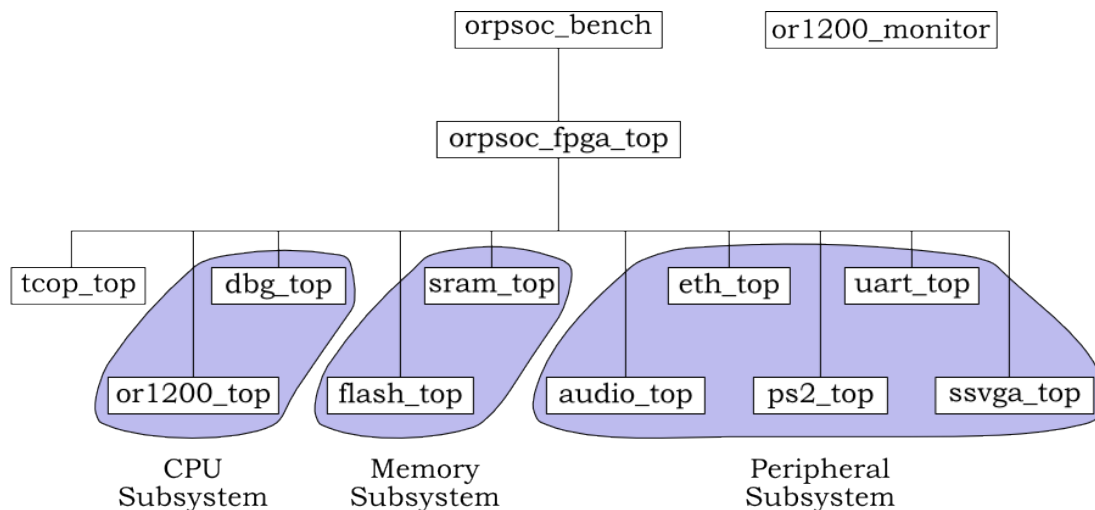 orpsoc_bench
or1200_monitor
orpsoc_fpga_top
tcop_top
dbg_top
sram_top
eth_top
uart_top
or1200_top
flash_top
audio_top
ps2_top
ssvga_top
CPU
Subsystem
Memory
Subsystem
Peripheral
Subsystem